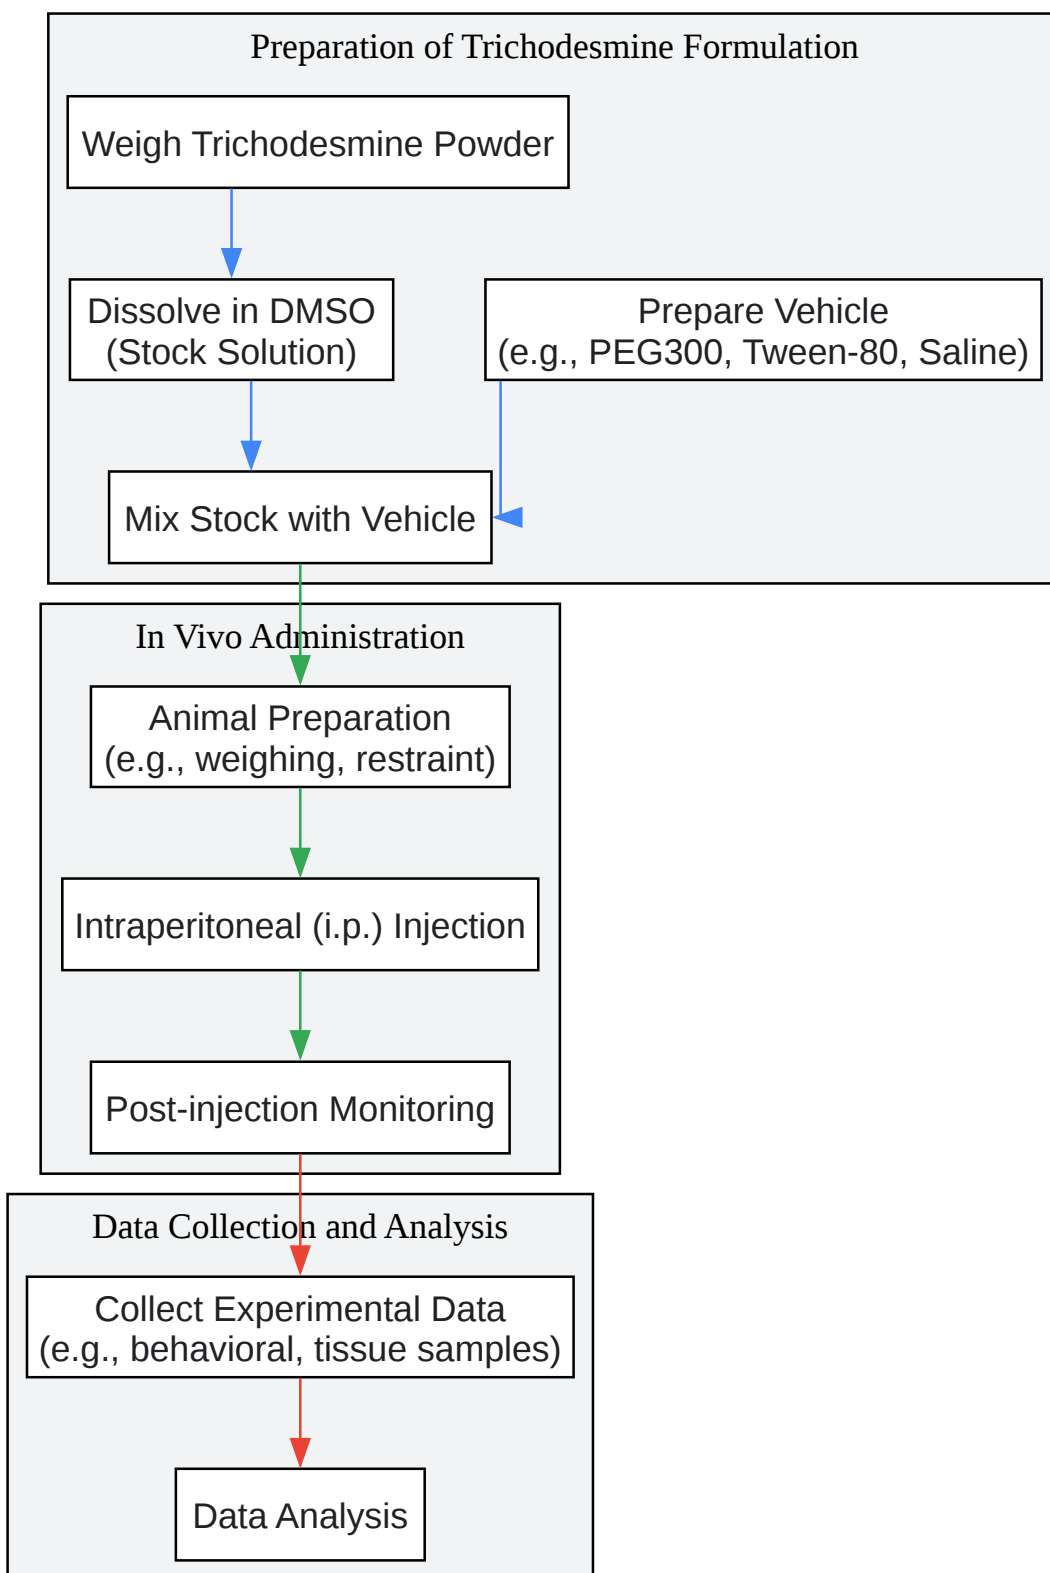 Preparation of Trichodesmine Formulation
Weigh Trichodesmine Powder
Dissolve in DMSO
(Stock Solution)
Prepare Vehicle
(e.g., PEG300, Tween-80, Saline)
Mix Stock with Vehicle
In Vivo Administration
Animal Preparation
(e.g., weighing, restraint)
Intraperitoneal (i.p.) Injection
Post-injection Monitoring
Data Collection and Analysis
Collect Experimental Data
(e.g., behavioral, tissue samples)
Data Analysis